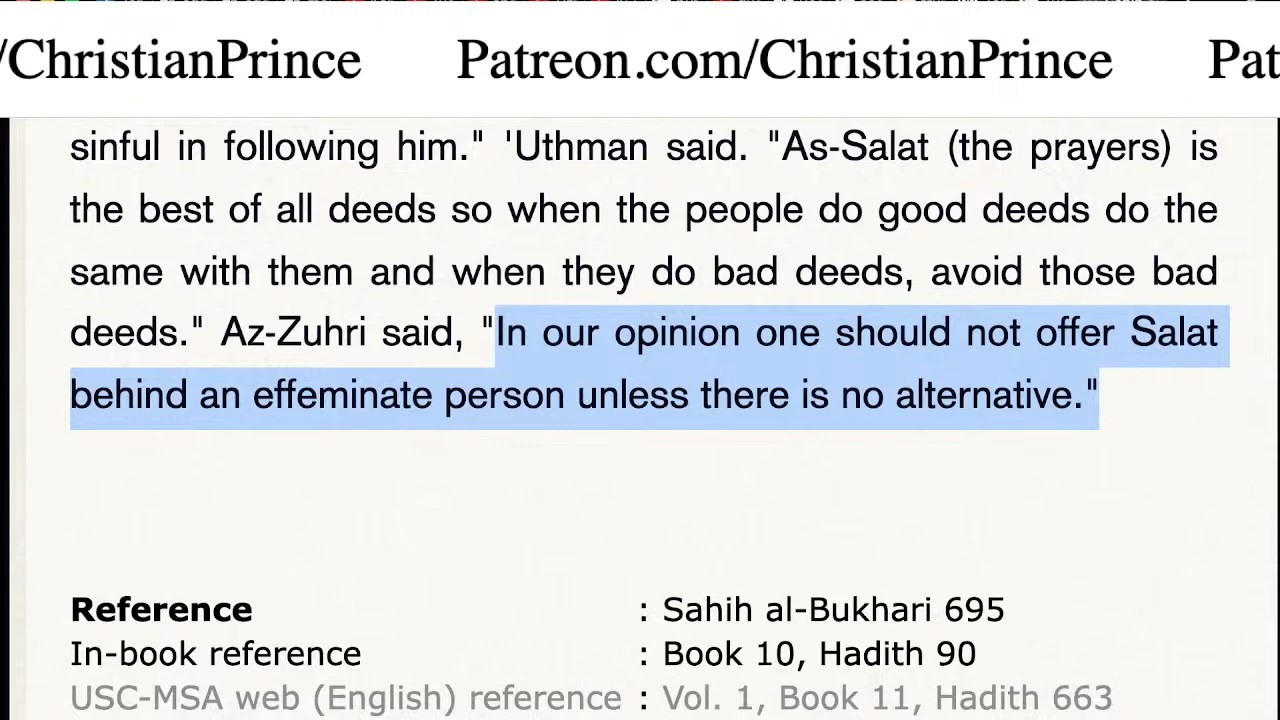 /ChristianPrince Patreon.com/ChristianPrince Pat
sinful in following him." 'Uthman said. "As-Salat (the prayers) is
the best of all deeds so when the people do good deeds do the
same with them and when they do bad deeds, avoid those bad
deeds." Az-Zuhri said, "In our opinion one should not offer Salat
behind an effeminate person unless there is no alternative."
Reference : Sahih al-Bukhari 695
In-book reference : Book 10, Hadith 90
USC-MSA web (English) reference : Vol. 1, Book 11, Hadith 663